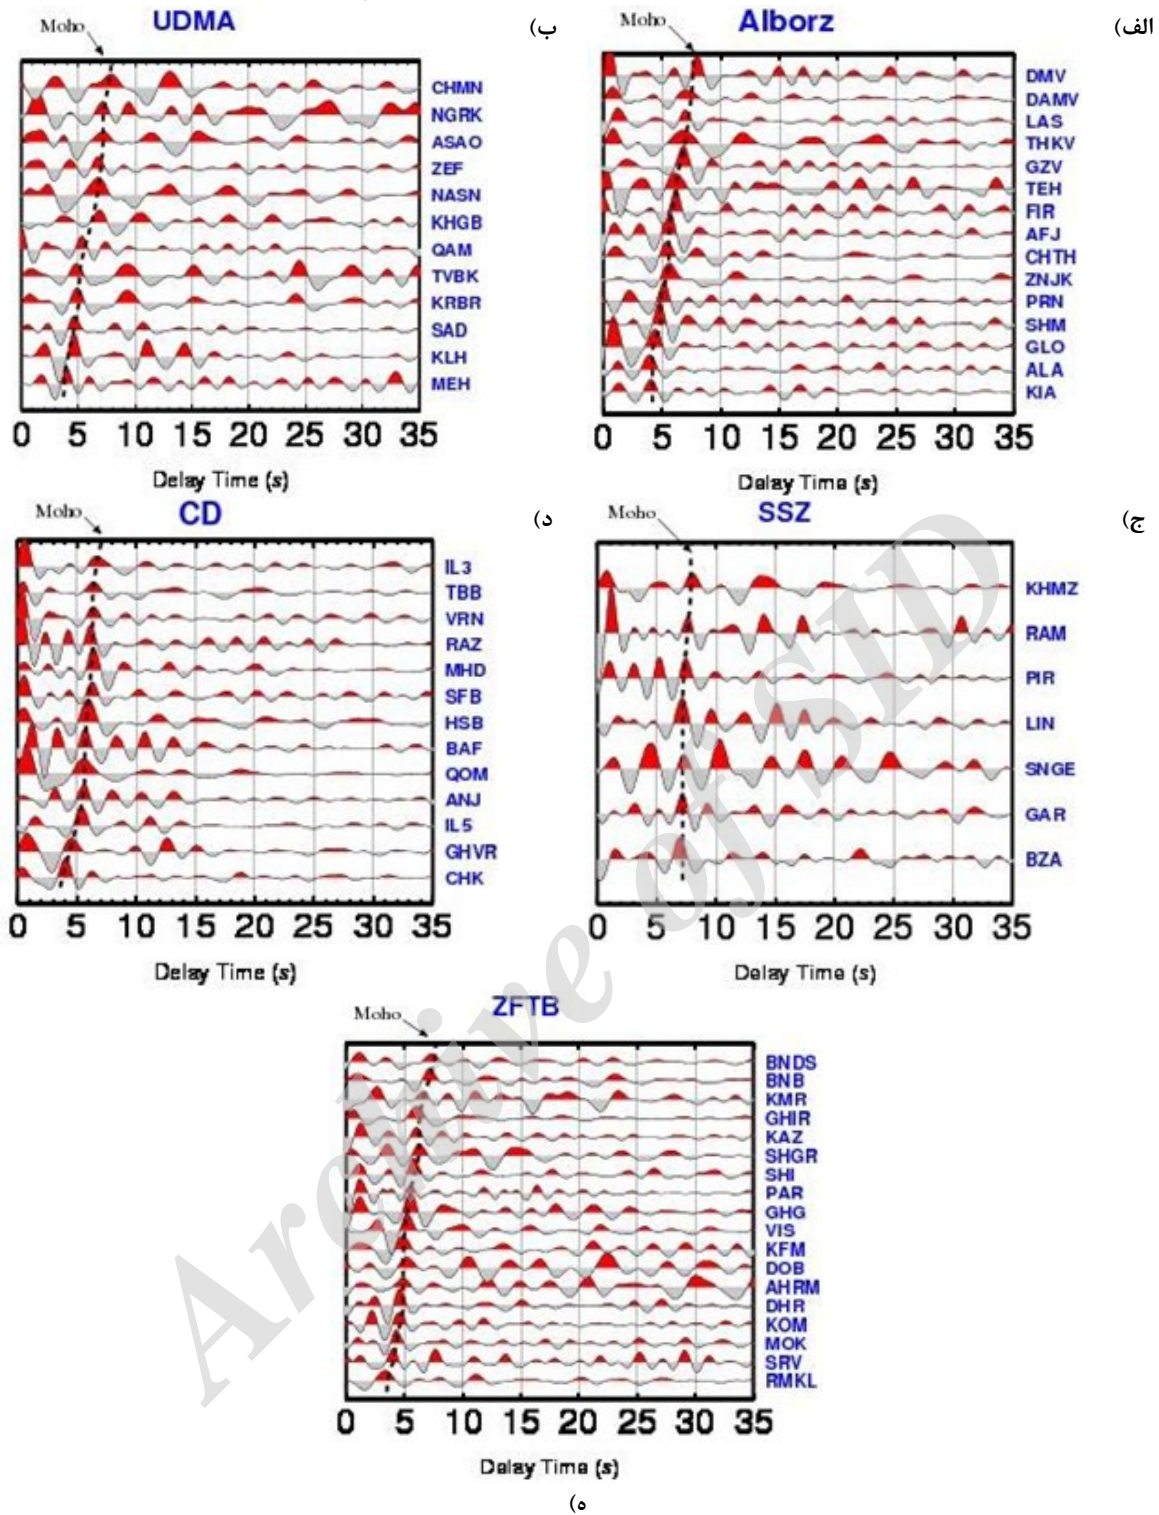 UDMA
Moho
ب)
CHMN
NGRK
ASAO
ZEF
NASN
KHGB
QAM
TVBK
KRBR
SAD
KLH
MEH
0 5 10 15 20 25 30 35
Delay Time (s)
Alborz
Moho
الف)
DMV
DAMV
LAS
THKV
GZV
TEH
FIR
AFJ
CHTH
ZNJK
PRN
SHM
GLO
ALA
KIA
0 5 10 15 20 25 30 35
Delay Time (s)
CD
Moho
د)
IL3
TBB
VRN
RAZ
MHD
SFB
HSB
BAF
QOM
ANJ
IL5
GHVR
CHK
0 5 10 15 20 25 30 35
Delay Time (s)
SSZ
Moho
ج)
KHMZ
RAM
PIR
LIN
SNGE
GAR
BZA
0 5 10 15 20 25 30 35
Delay Time (s)
ZFTB
Moho
BNDS
BNB
KMR
GHIR
KAZ
SHGR
SHI
PAR
GHG
VIS
KFM
DOB
AHRM
DHR
KOM
MOK
SRV
RMKL
0 5 10 15 20 25 30 35
Delay Time (s)
ه)
Archive of SID